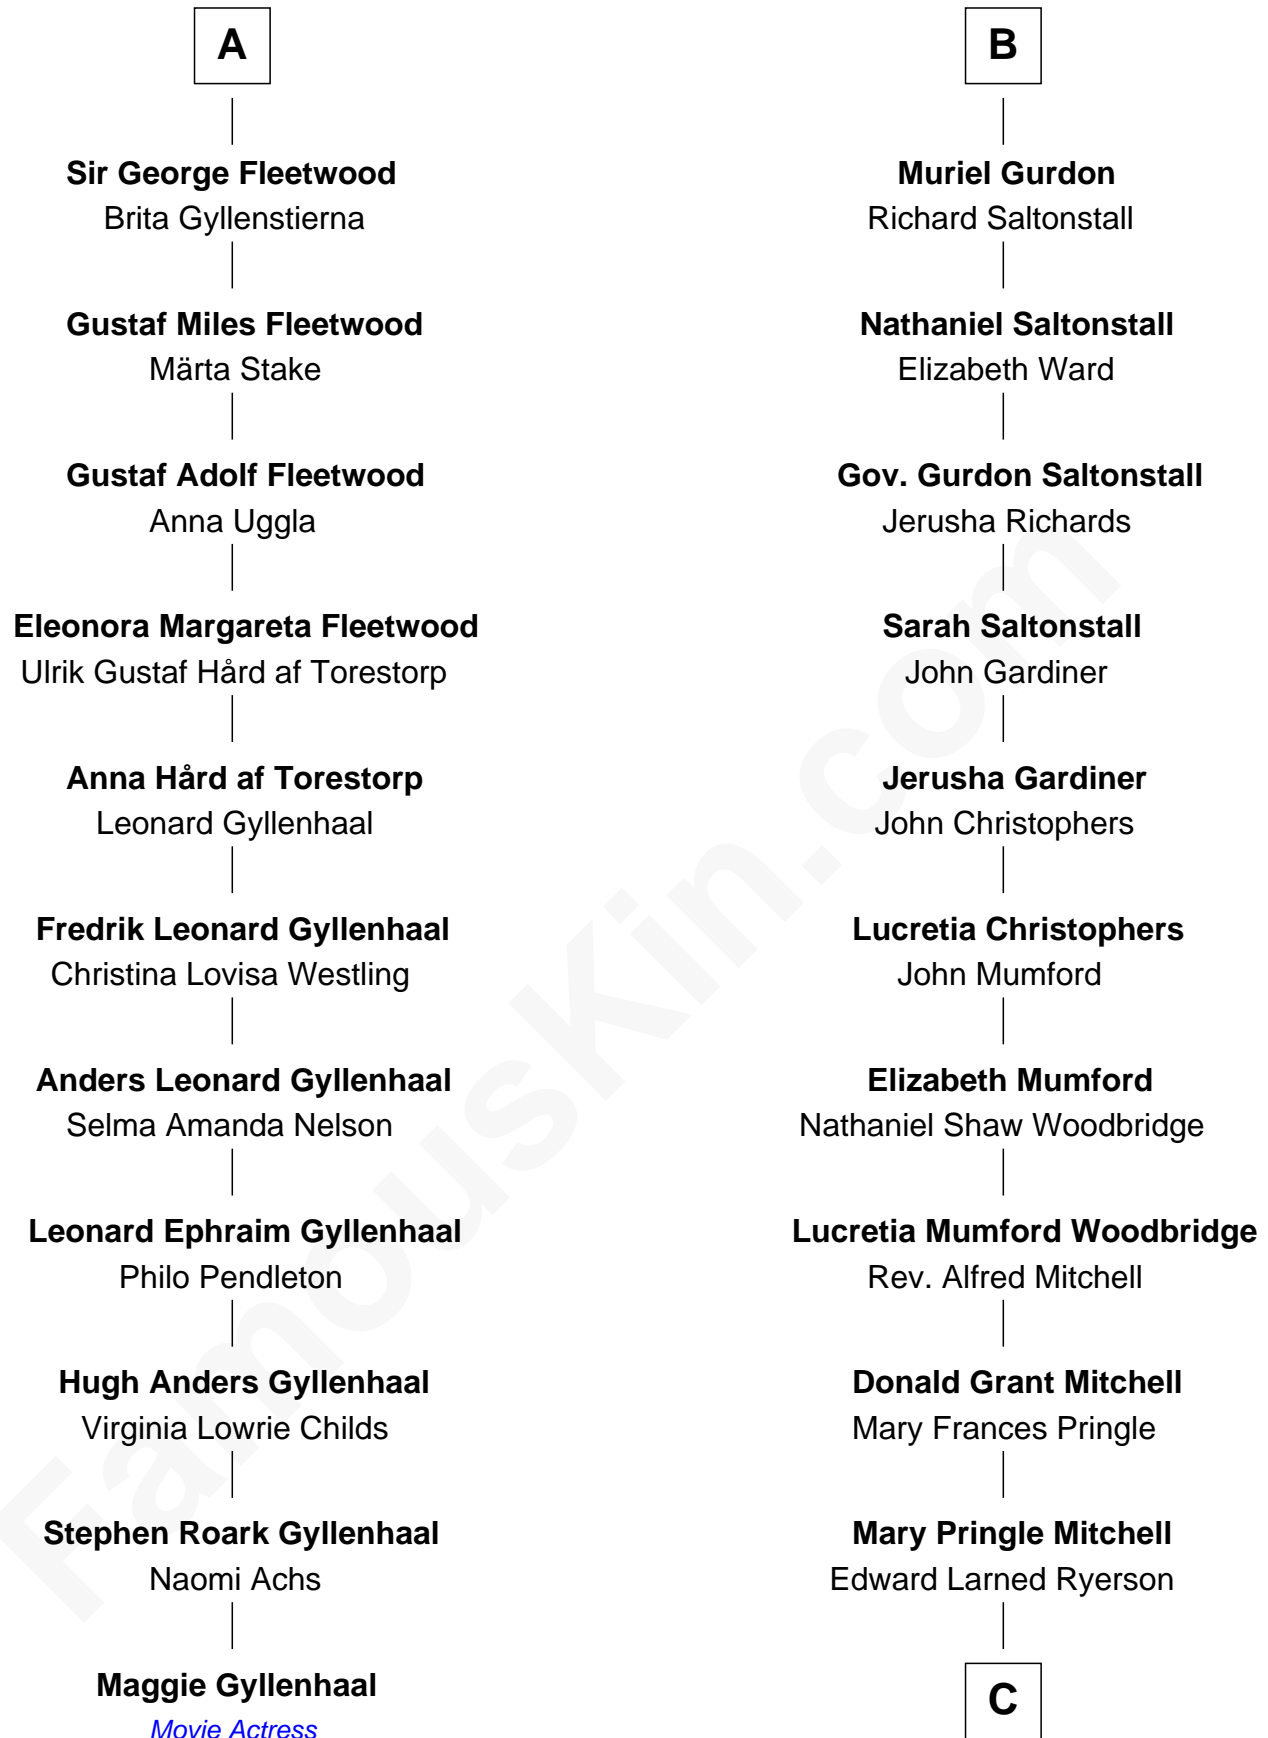 A
Sir George Fleetwood
Brita Gyllenstierna
Gustaf Miles Fleetwood
Märta Stake
Gustaf Adolf Fleetwood
Anna Uggla
Eleonora Margareta Fleetwood
Ulrik Gustaf Hård af Torestorp
Anna Hård af Torestorp
Leonard Gyllenhaal
Fredrik Leonard Gyllenhaal
Christina Lovisa Westling
Anders Leonard Gyllenhaal
Selma Amanda Nelson
Leonard Ephraim Gyllenhaal
Philo Pendleton
Hugh Anders Gyllenhaal
Virginia Lowrie Childs
Stephen Roark Gyllenhaal
Naomi Achs
Maggie Gyllenhaal
Movie Actress
B
Muriel Gurdon
Richard Saltonstall
Nathaniel Saltonstall
Elizabeth Ward
Gov. Gurdon Saltonstall
Jerusha Richards
Sarah Saltonstall
John Gardiner
Jerusha Gardiner
John Christophers
Lucretia Christophers
John Mumford
Elizabeth Mumford
Nathaniel Shaw Woodbridge
Lucretia Mumford Woodbridge
Rev. Alfred Mitchell
Donald Grant Mitchell
Mary Frances Pringle
Mary Pringle Mitchell
Edward Larned Ryerson
C
FamousKin.com